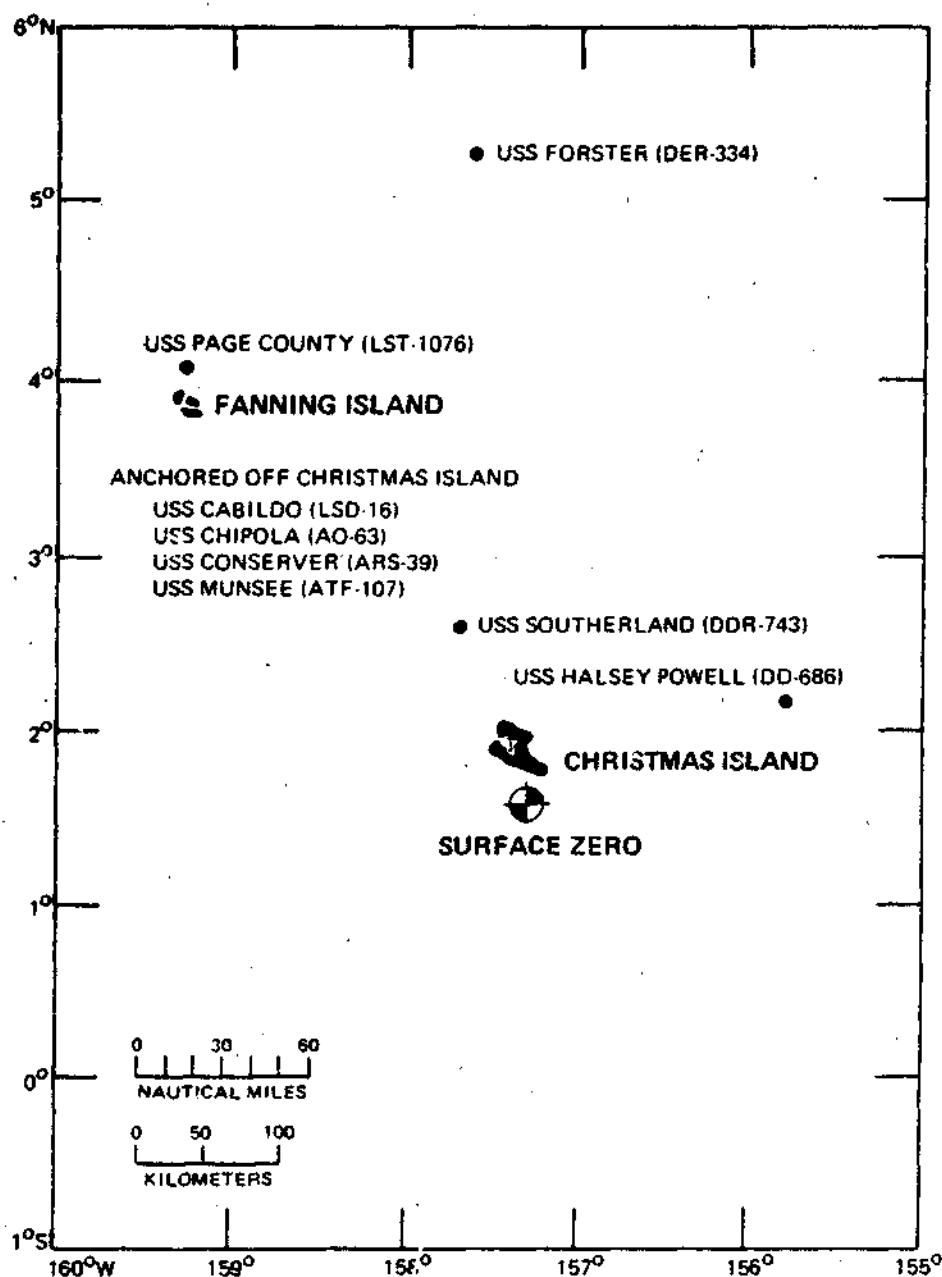 6°N
USS FORSTER (DER-334)
5°
USS PAGE COUNTY (LST-1076)
4°
FANNING ISLAND
ANCHORED OFF CHRISTMAS ISLAND
USS CABILDO (LSD-16)
USS CHIPOLA (AO-63)
3°
USS CONSERVER (ARS-39)
USS MUNSEE (ATF-107)
USS SOUTHERLAND (DDR-743)
USS HALSEY POWELL (DD-686)
2°
CHRISTMAS ISLAND
SURFACE ZERO
1°
0 30 60
NAUTICAL MILES
0°
0 50 100
KILOMETERS
1°S
160°W 159° 158° 157° 156° 155°